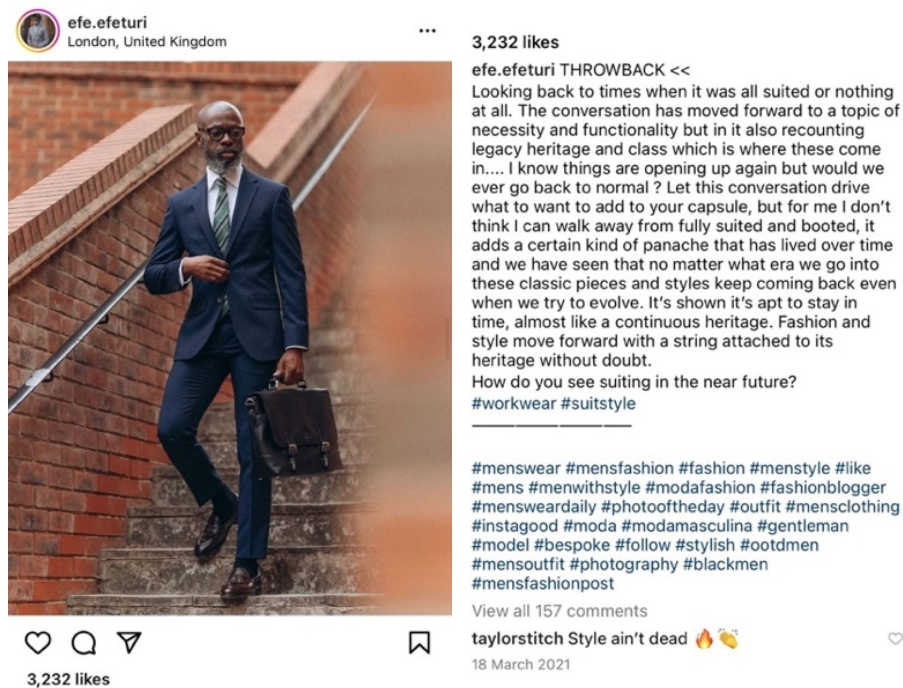 efe.efeturi
London, United Kingdom
3,232 likes
3,232 likes
efe.efeturi THROWBACK <<
Looking back to times when it was all suited or nothing
at all. The conversation has moved forward to a topic of
necessity and functionality but in it also recounting
legacy heritage and class which is where these come
in.... I know things are opening up again but would we
ever go back to normal ? Let this conversation drive
what to want to add to your capsule, but for me I don't
think I can walk away from fully suited and booted, it
adds a certain kind of panache that has lived over time
and we have seen that no matter what era we go into
these classic pieces and styles keep coming back even
when we try to evolve. It's shown it's apt to stay in
time, almost like a continuous heritage. Fashion and
style move forward with a string attached to its
heritage without doubt.
How do you see suiting in the near future?
#workwear #suitstyle
#menswear #mensfashion #fashion #menstyle #like
#mens #menwithstyle #modafashion #fashionblogger
#mensweardaily #photooftheday #outfit #mensclothing
#instagood #moda #modamasculina #gentleman
#model #bespoke #follow #stylish #ootdmen
#mensoutfit #photography #blackmen
#mensfashionpost
View all 157 comments
taylorstitch Style ain't dead 🔥👏
18 March 2021